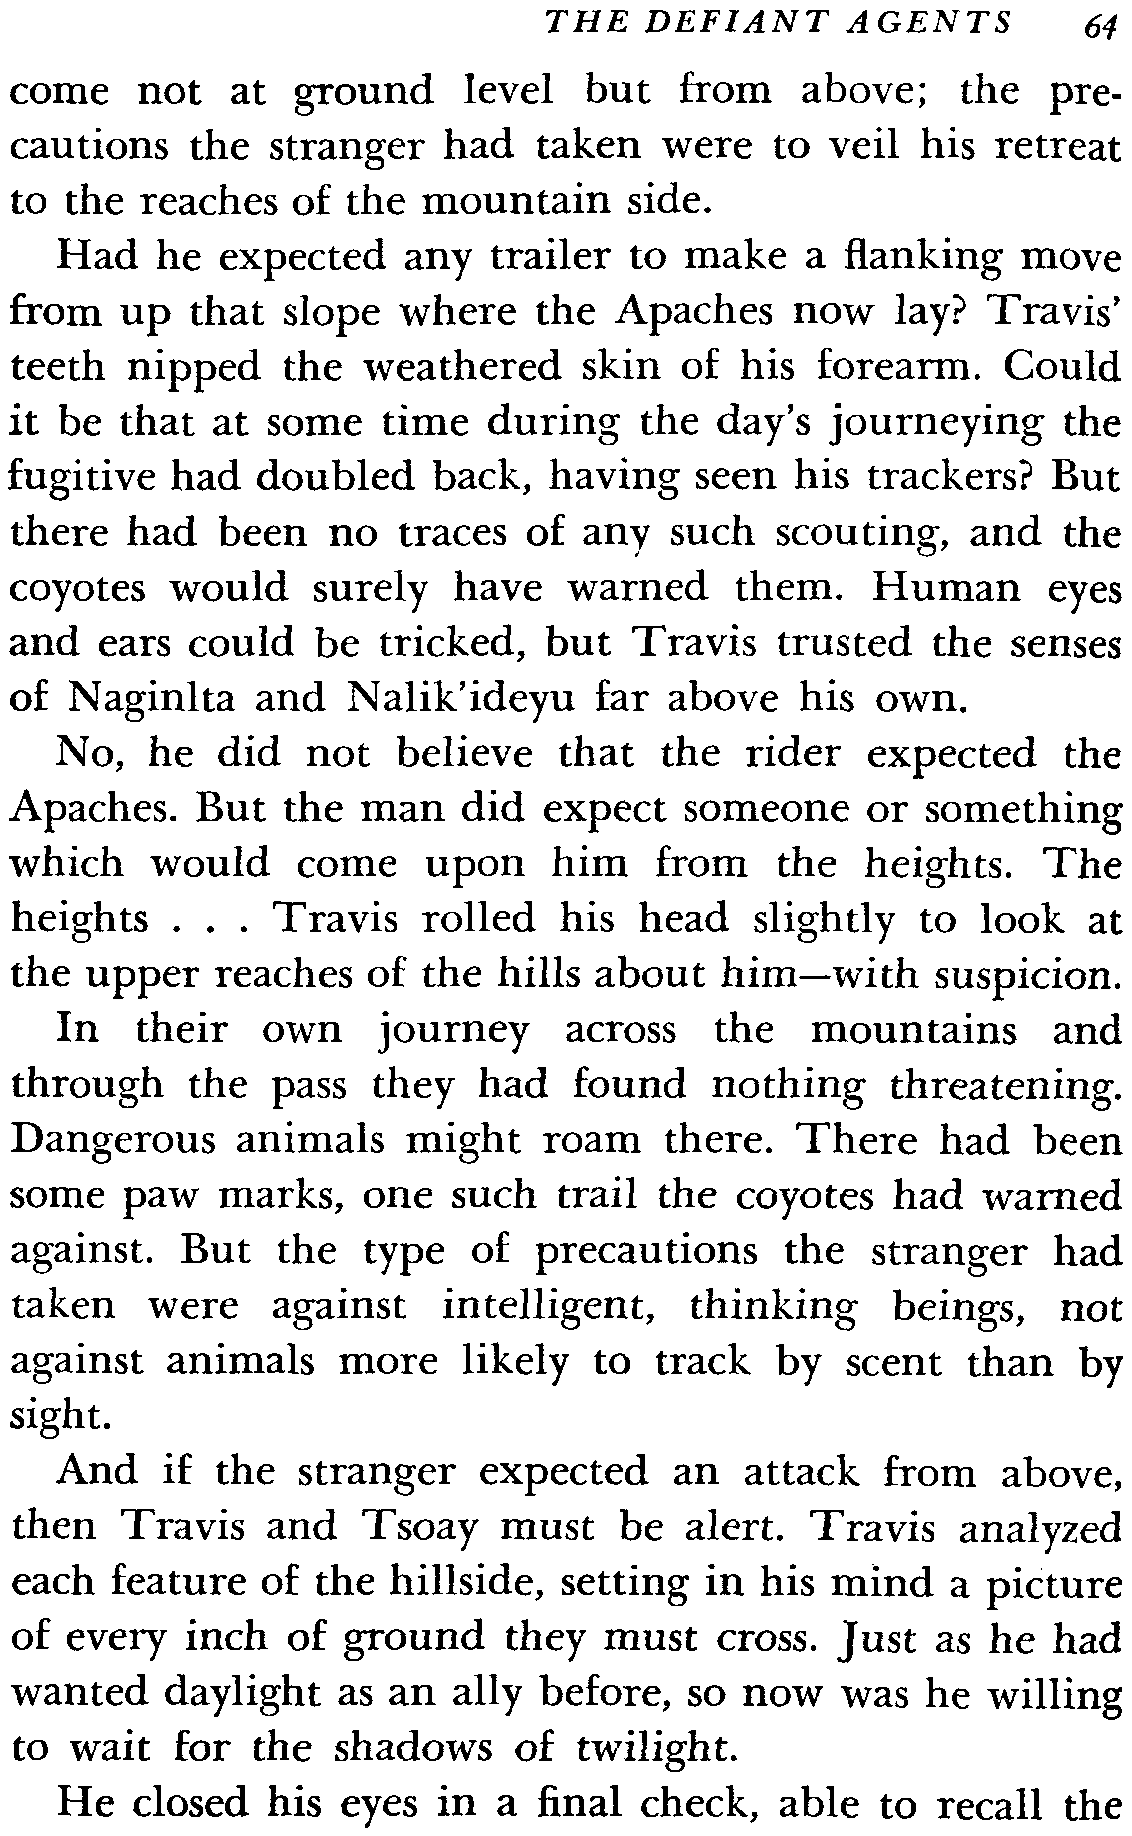 THE DEFIANT AGENTS 64
come not at ground level but from above; the pre-
cautions the stranger had taken were to veil his retreat
to the reaches of the mountain side.
Had he expected any trailer to make a flanking move
from up that slope where the Apaches now lay? Travis'
teeth nipped the weathered skin of his forearm. Could
it be that at some time during the day's journeying the
fugitive had doubled back, having seen his trackers? But
there had been no traces of any such scouting, and the
coyotes would surely have warned them. Human eyes
and ears could be tricked, but Travis trusted the senses
of Naginlta and Nalik'ideyu far above his own.
No, he did not believe that the rider expected the
Apaches. But the man did expect someone or something
which would come upon him from the heights. The
heights . . . Travis rolled his head slightly to look at
the upper reaches of the hills about him—with suspicion.
In their own journey across the mountains and
through the pass they had found nothing threatening.
Dangerous animals might roam there. There had been
some paw marks, one such trail the coyotes had warned
against. But the type of precautions the stranger had
taken were against intelligent, thinking beings, not
against animals more likely to track by scent than by
sight.
And if the stranger expected an attack from above,
then Travis and Tsoay must be alert. Travis analyzed
each feature of the hillside, setting in his mind a picture
of every inch of ground they must cross. Just as he had
wanted daylight as an ally before, so now was he willing
to wait for the shadows of twilight.
He closed his eyes in a final check, able to recall the